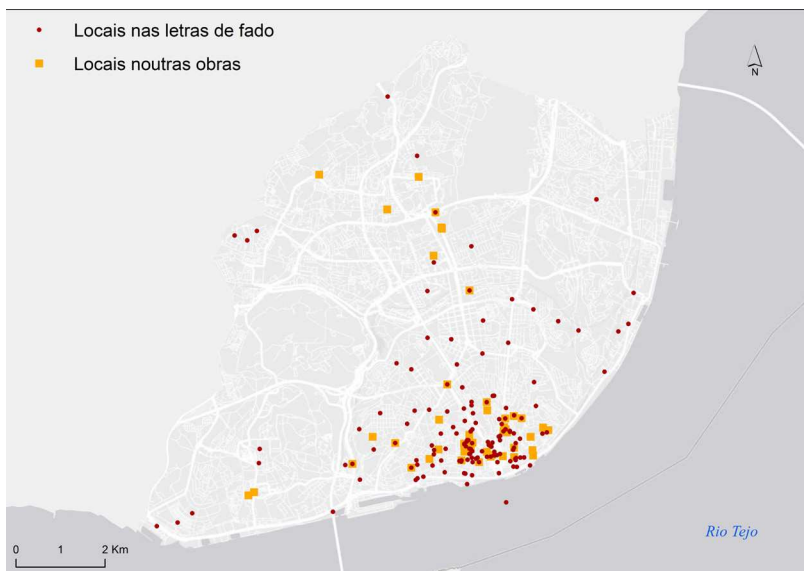 Locais nas letras de fado
Locais noutras obras
N
Rio Tejo
0 1 2 Km